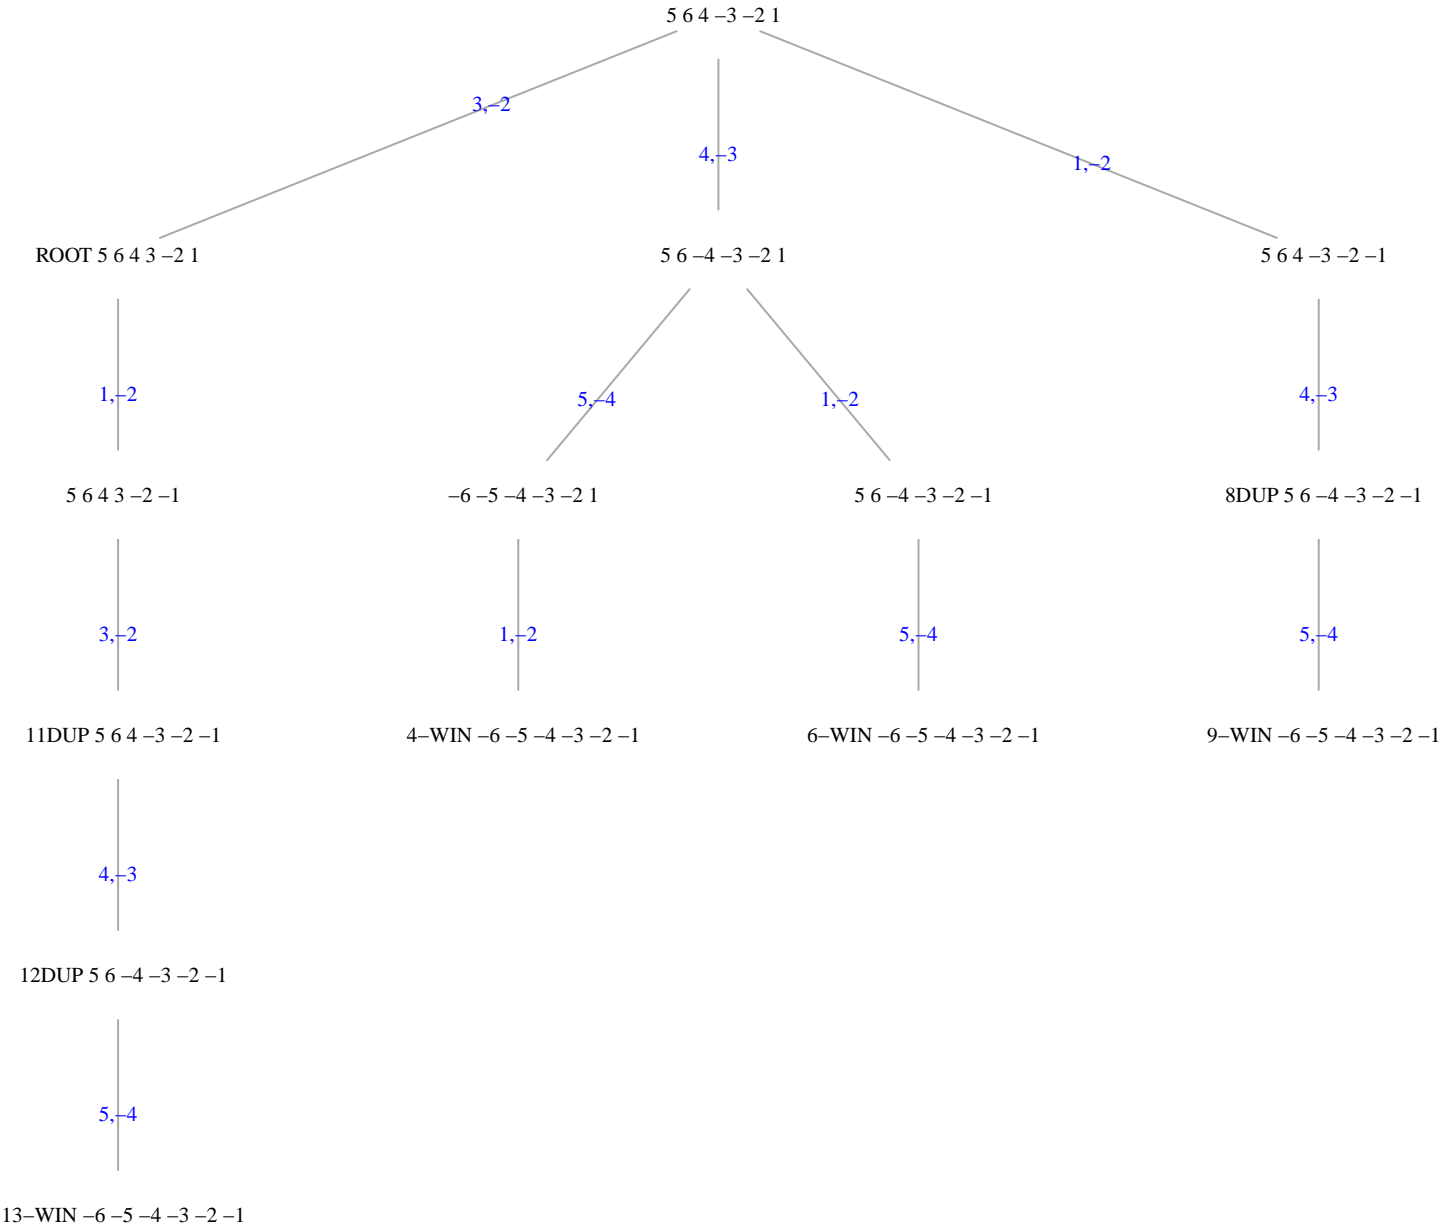 5 6 4 –3 –2 1
3,–2
4,–3
1,–2
ROOT 5 6 4 3 –2 1
5 6 –4 –3 –2 1
5 6 4 –3 –2 –1
1,–2
5,–4
1,–2
4,–3
5 6 4 3 –2 –1
–6 –5 –4 –3 –2 1
5 6 –4 –3 –2 –1
8DUP 5 6 –4 –3 –2 –1
3,–2
1,–2
5,–4
5,–4
11DUP 5 6 4 –3 –2 –1
4–WIN –6 –5 –4 –3 –2 –1
6–WIN –6 –5 –4 –3 –2 –1
9–WIN –6 –5 –4 –3 –2 –1
4,–3
12DUP 5 6 –4 –3 –2 –1
5,–4
13–WIN –6 –5 –4 –3 –2 –1